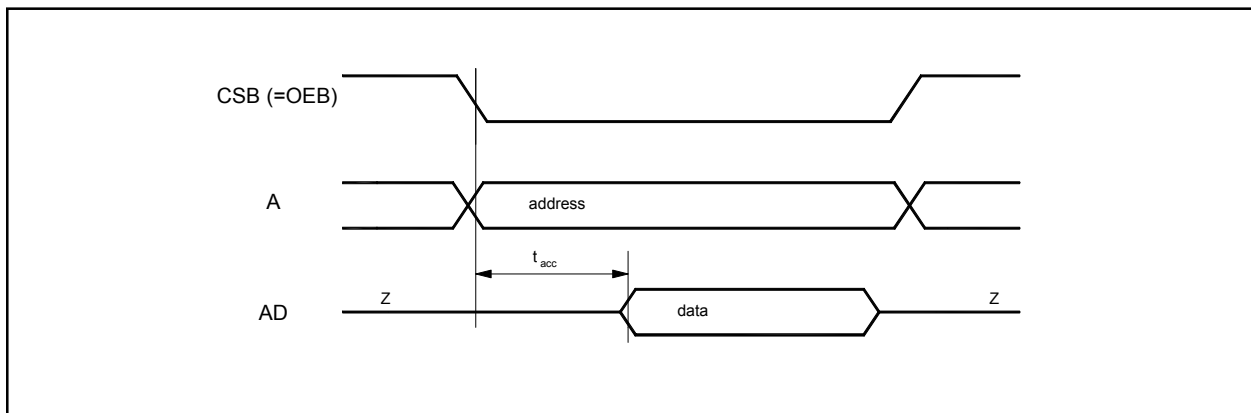 CSB (=OEB)
A
address
t acc
Z
Z
AD
data